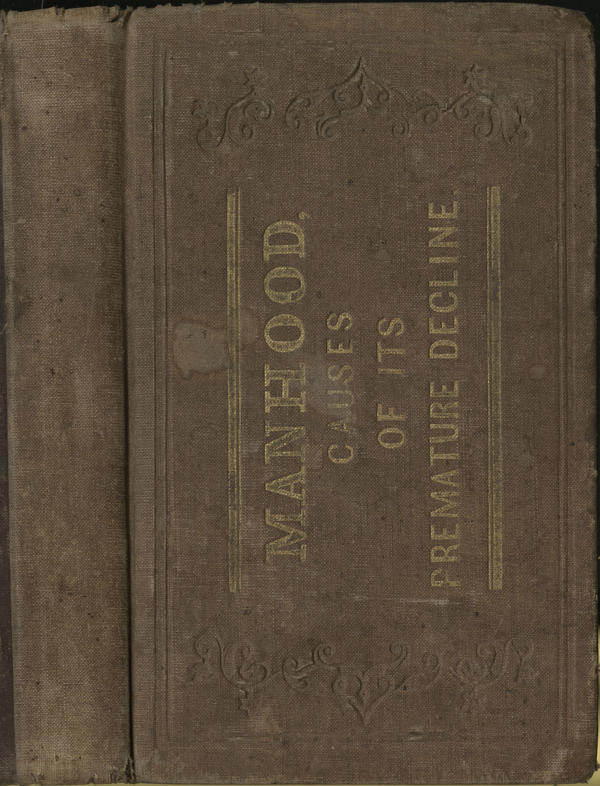 MANHOOD,
CAUSES
OF ITS
PREMATURE DECLINE.